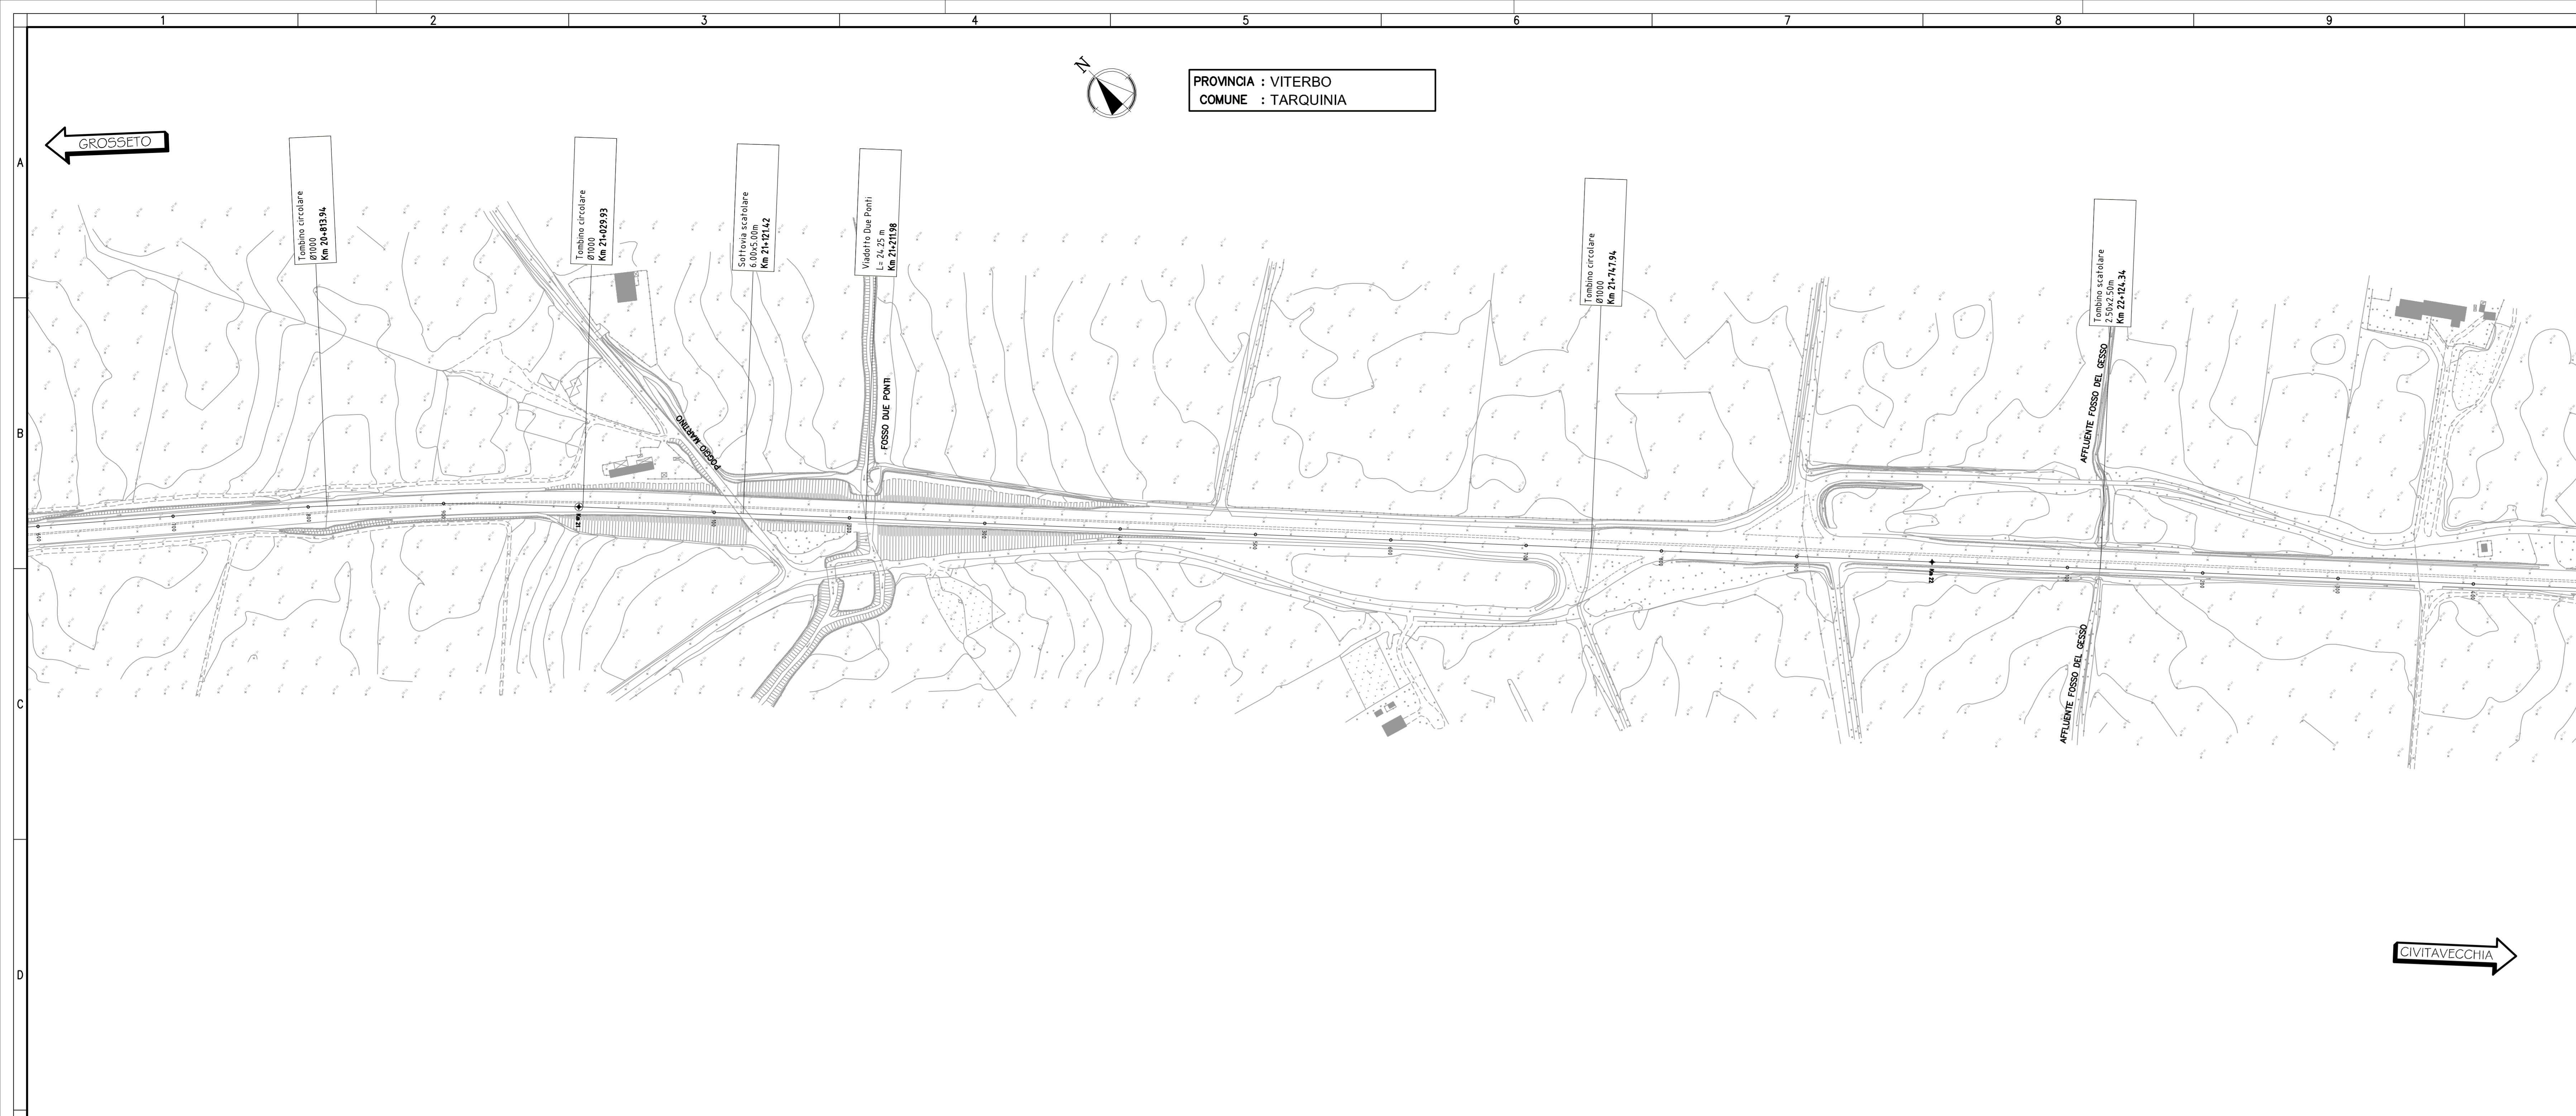 1 2 3 4 5 6 7 8 9
N
PROVINCIA : VITERBO
COMUNE : TARQUINIA
GROSSETO
A
Tombino circolare
Ø1000
Km 20+813.94
Tombino circolare
Ø1000
Km 21+029.93
Sottovia scatolare
6.00x5.00m
Km 21+121.42
Viadotto Due Ponti
L= 24.25 m
Km 21+211.98
Tombino circolare
Ø1000
Km 21+747.94
Tombino scatolare
2.50x2.50m
Km 22+124.34
B
POGGIO MARTINO
FOSSO DUE PONTI
AFFLUENTE FOSSO DEL GESSO
Km 21
Km 22
C
AFFLUENTE FOSSO DEL GESSO
D
CIVITAVECCHIA